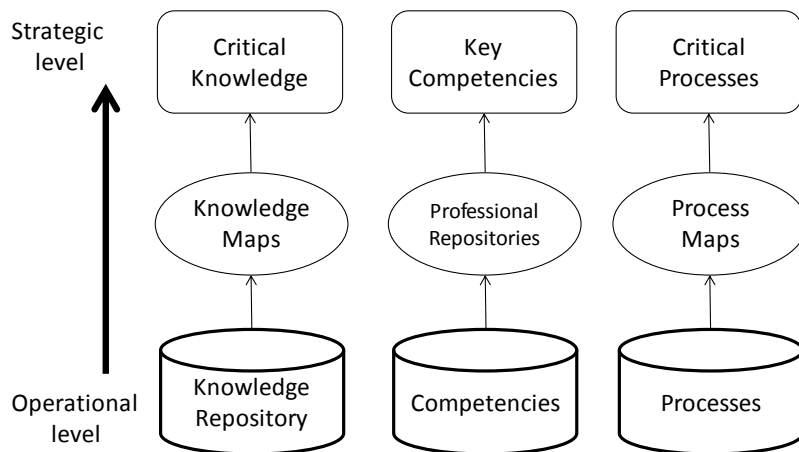 Strategic
level
Critical
Knowledge
Key
Competencies
Critical
Processes
Knowledge
Maps
Professional
Repositories
Process
Maps
Operational
level
Knowledge
Repository
Competencies
Processes